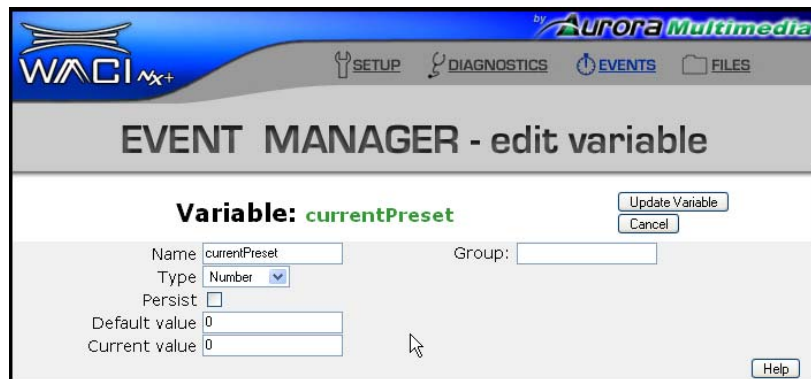 by Aurora Multimedia
WACI NX+
SETUP DIAGNOSTICS EVENTS FILES
EVENT MANAGER - edit variable
Variable: currentPreset
Update Variable
Cancel
Name currentPreset Group:
Type Number
Persist
Default value 0
Current value 0
Help